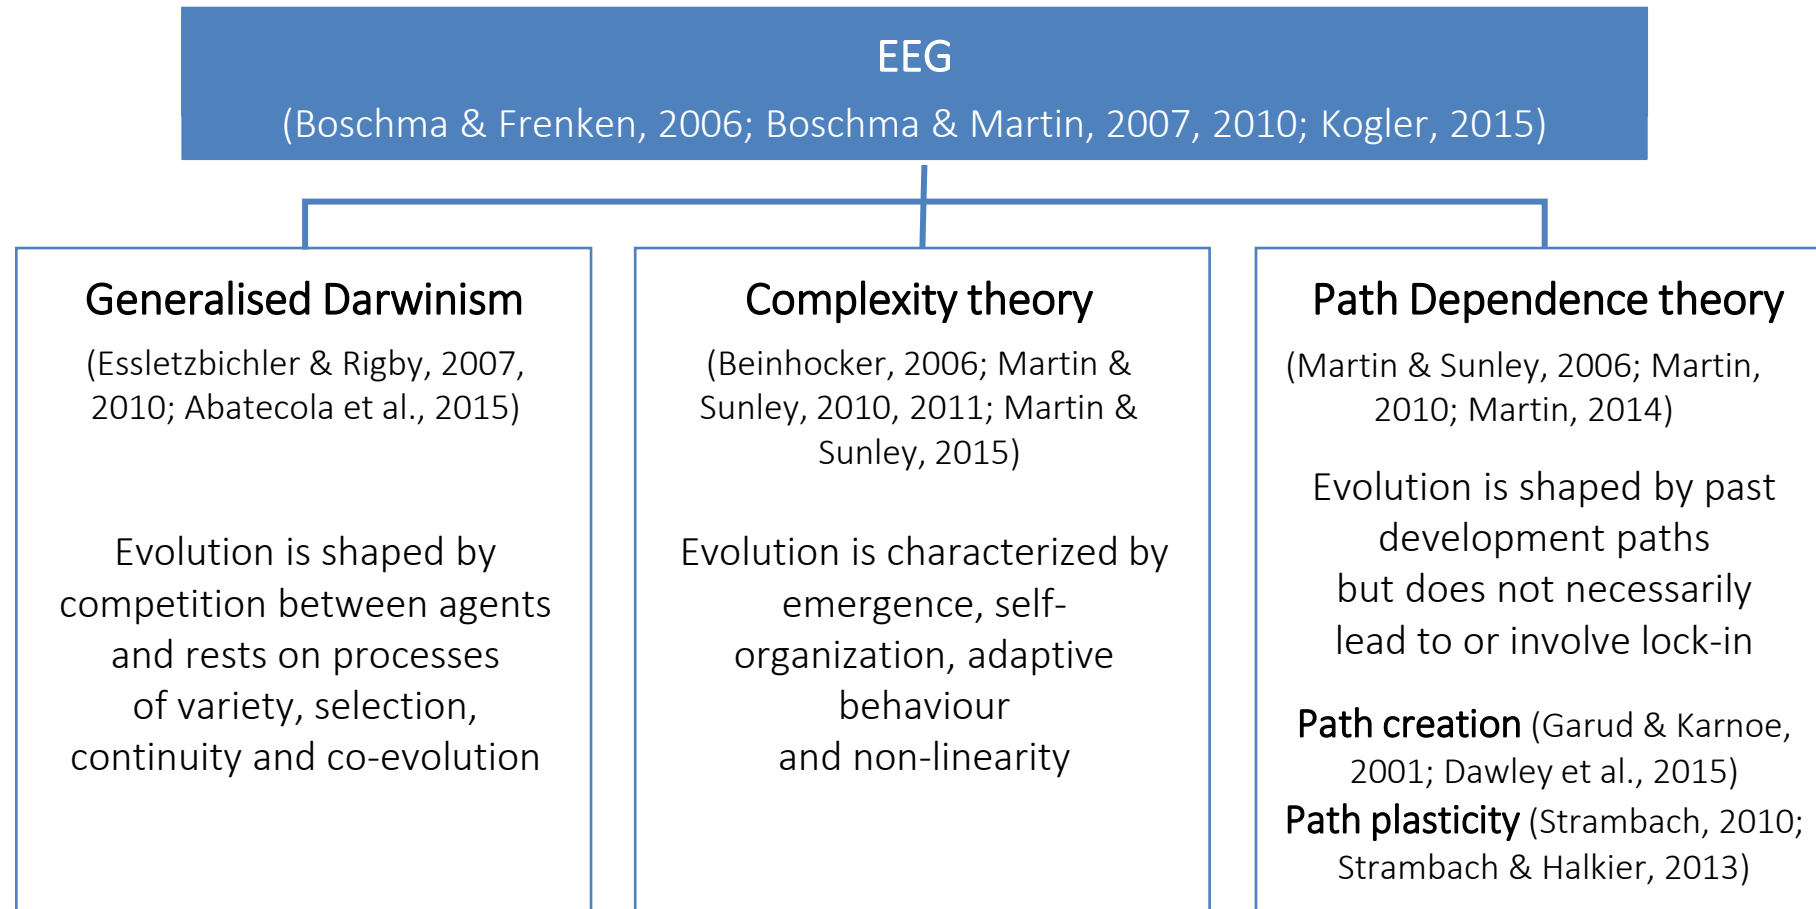 EEG
(Boschma & Frenken, 2006; Boschma & Martin, 2007, 2010; Kogler, 2015)
Generalised Darwinism
(Essletzbichler & Rigby, 2007,
2010; Abatecola et al., 2015)
Evolution is shaped by
competition between agents
and rests on processes
of variety, selection,
continuity and co-evolution
Complexity theory
(Beinhocker, 2006; Martin &
Sunley, 2010, 2011; Martin &
Sunley, 2015)
Evolution is characterized by
emergence, self-
organization, adaptive
behaviour
and non-linearity
Path Dependence theory
(Martin & Sunley, 2006; Martin,
2010; Martin, 2014)
Evolution is shaped by past
development paths
but does not necessarily
lead to or involve lock-in
Path creation (Garud & Karnoe,
2001; Dawley et al., 2015)
Path plasticity (Strambach, 2010;
Strambach & Halkier, 2013)